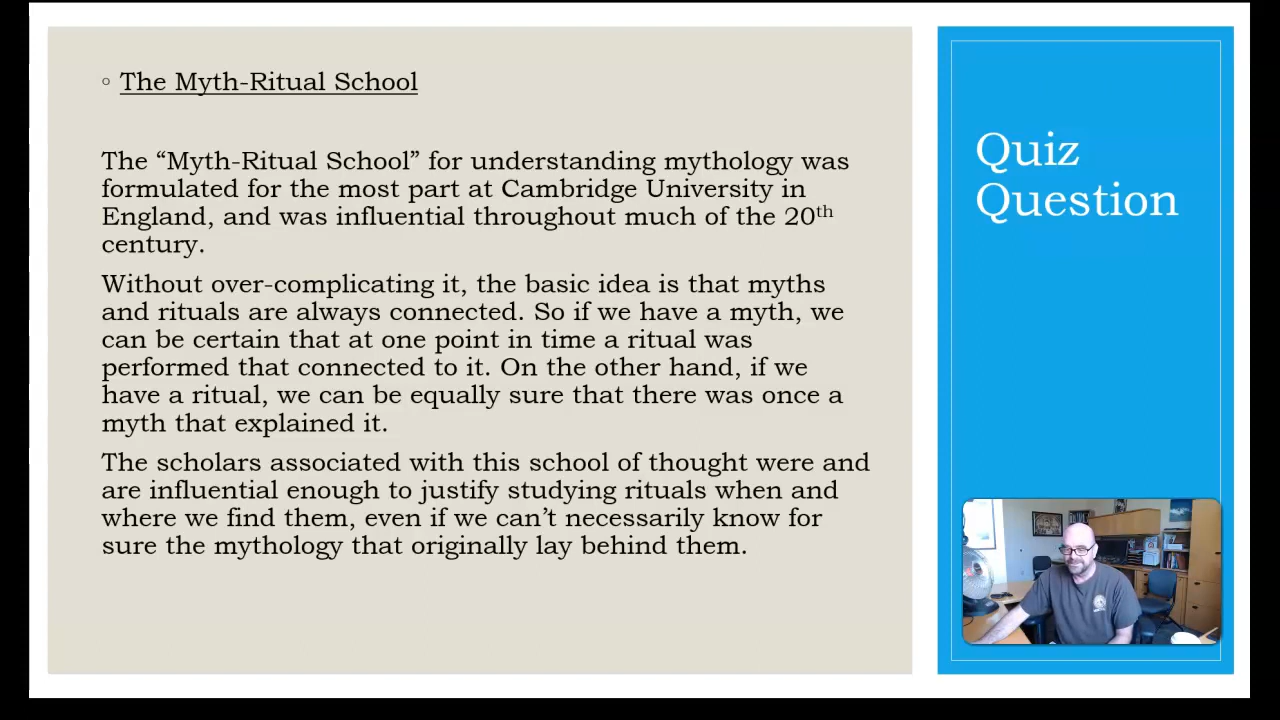 ◦ The Myth-Ritual School
The “Myth-Ritual School” for understanding mythology was
formulated for the most part at Cambridge University in
England, and was influential throughout much of the 20th
century.
Without over-complicating it, the basic idea is that myths
and rituals are always connected. So if we have a myth, we
can be certain that at one point in time a ritual was
performed that connected to it. On the other hand, if we
have a ritual, we can be equally sure that there was once a
myth that explained it.
The scholars associated with this school of thought were and
are influential enough to justify studying rituals when and
where we find them, even if we can’t necessarily know for
sure the mythology that originally lay behind them.
Quiz
Question